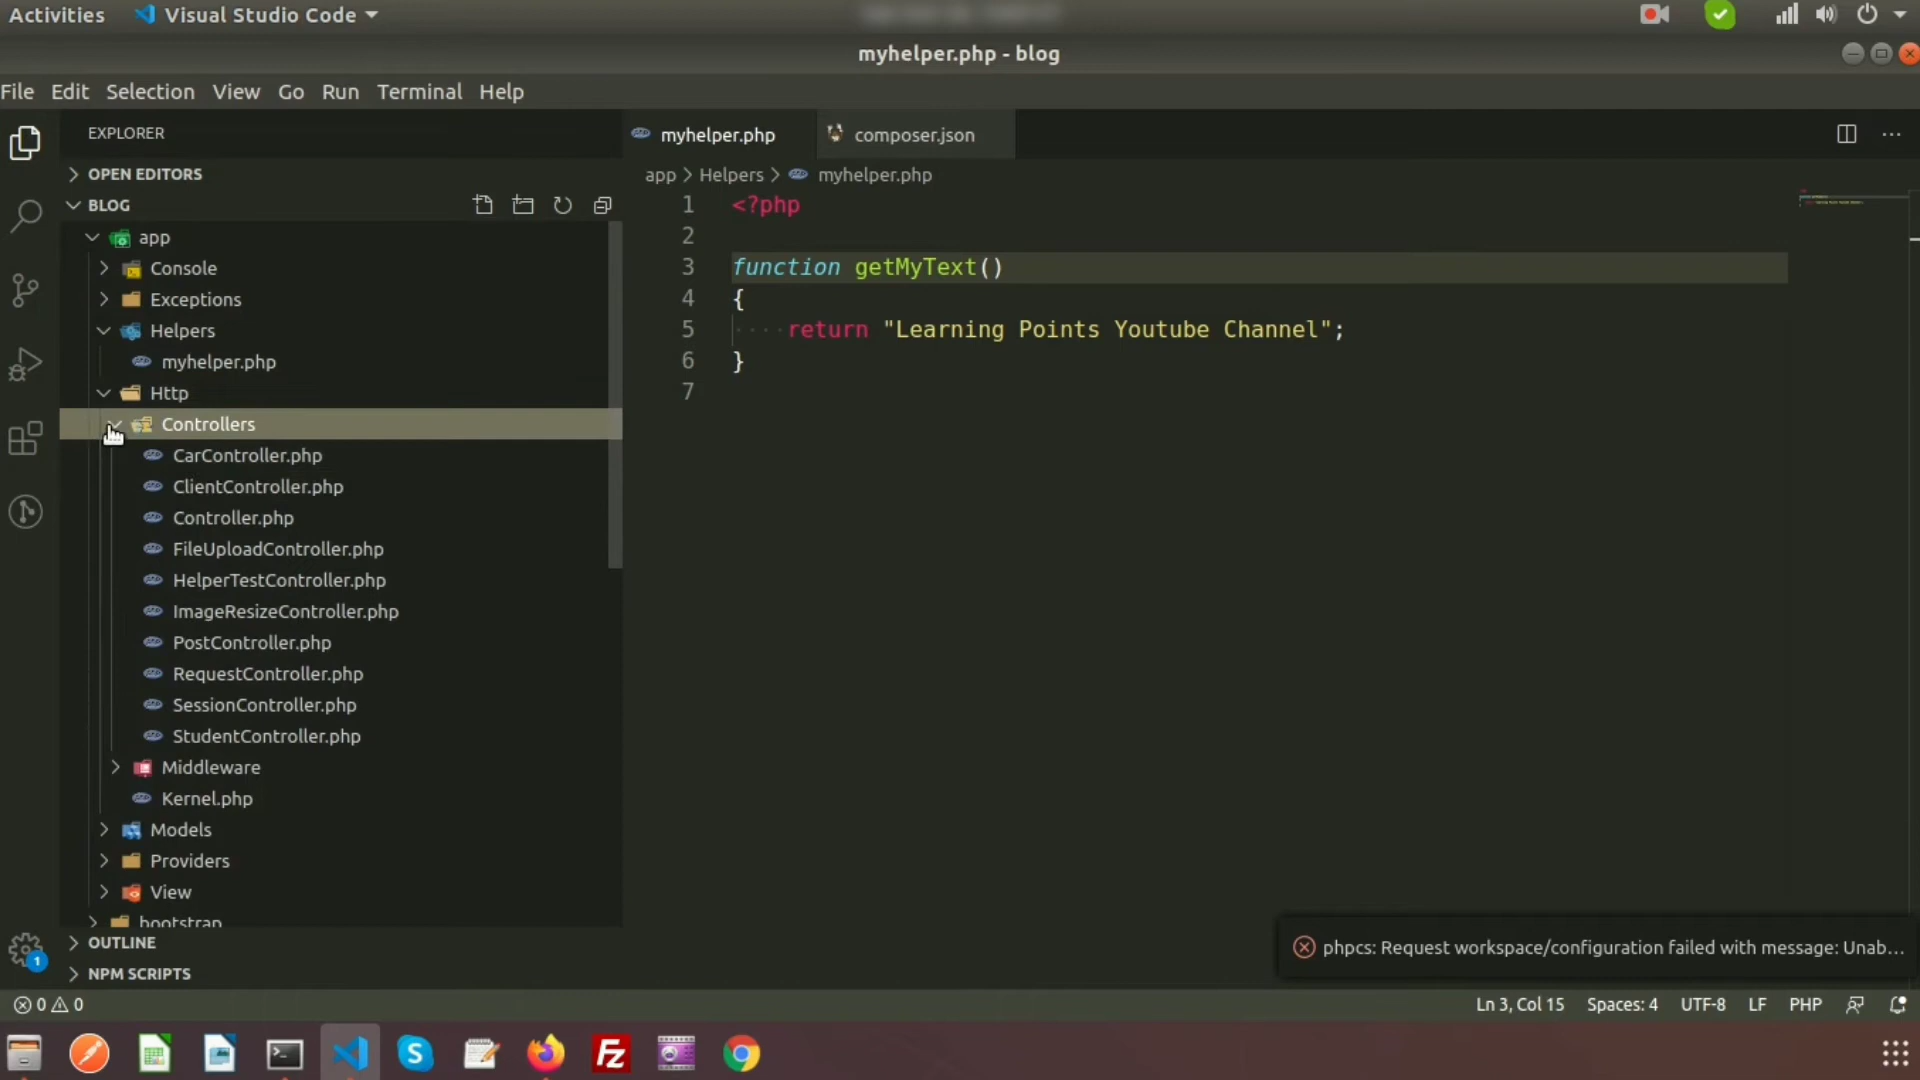 Activities
Visual Studio Code
myhelper.php - blog
File Edit Selection View Go Run Terminal Help
EXPLORER
OPEN EDITORS
BLOG
app
Console
Exceptions
Helpers
myhelper.php
Http
Controllers
CarController.php
ClientController.php
Controller.php
FileUploadController.php
HelperTestController.php
ImageResizeController.php
PostController.php
RequestController.php
SessionController.php
StudentController.php
Middleware
Kernel.php
Models
Providers
View
bootstrap
OUTLINE
NPM SCRIPTS
myhelper.php
composer.json
app > Helpers > myhelper.php
1 <?php
2
3 function getMyText()
4 {
5 ····return "Learning Points Youtube Channel";
6 }
7
phpcs: Request workspace/configuration failed with message: Unab...
1
0 0
Ln 3, Col 15 Spaces: 4 UTF-8 LF PHP
S
Fz